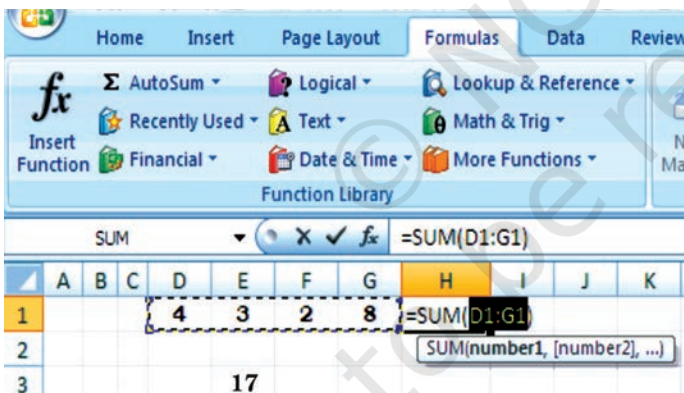 Home Insert Page Layout Formulas Data Review
fx Σ AutoSum Logical Lookup & Reference
Recently Used A Text θ Math & Trig
Insert Function Financial Date & Time More Functions
Function Library
SUM X ✓ fx =SUM(D1:G1)
A B C D E F G H I J K
1 4 3 2 8 =SUM(D1:G1)
2 SUM(number1, [number2], ...)
3 17